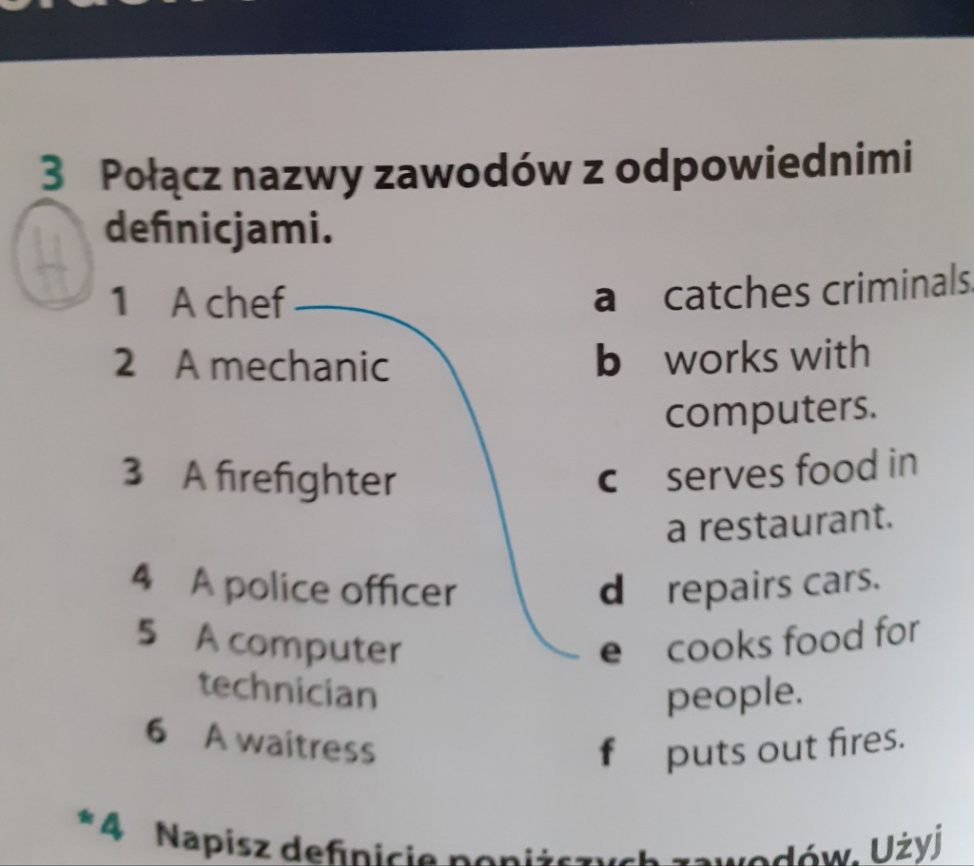 3 Połącz nazwy zawodów z odpowiednimi
definicjami.
1 A chef
2 A mechanic
3 A firefighter
4 A police officer
5 A computer
technician
6 A waitress
a catches criminals.
b works with
computers.
c serves food in
a restaurant.
d repairs cars.
e cooks food for
people.
f puts out fires.
*4 Napisz definicje poniższych zawodów. Użyj